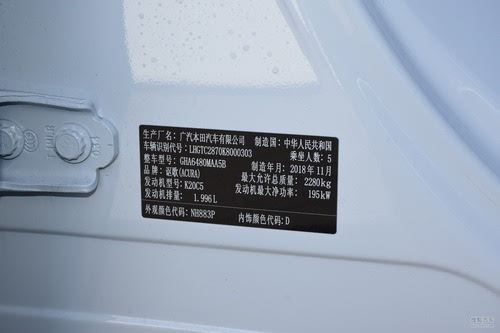 生产厂名: 广汽本田汽车有限公司 制造国: 中华人民共和国
车辆识别代号: LHGTC2870K8000303 乘坐人数: 5
整车型号: GHA6480MAA5B 制造年月: 2018年11月
品牌: 讴歌(ACURA) 最大允许总质量: 2280kg
发动机型号: K20C5 发动机最大净功率: 195kW
发动机排量: 1.996L
外观颜色代码: NH883P 内饰颜色代码: D